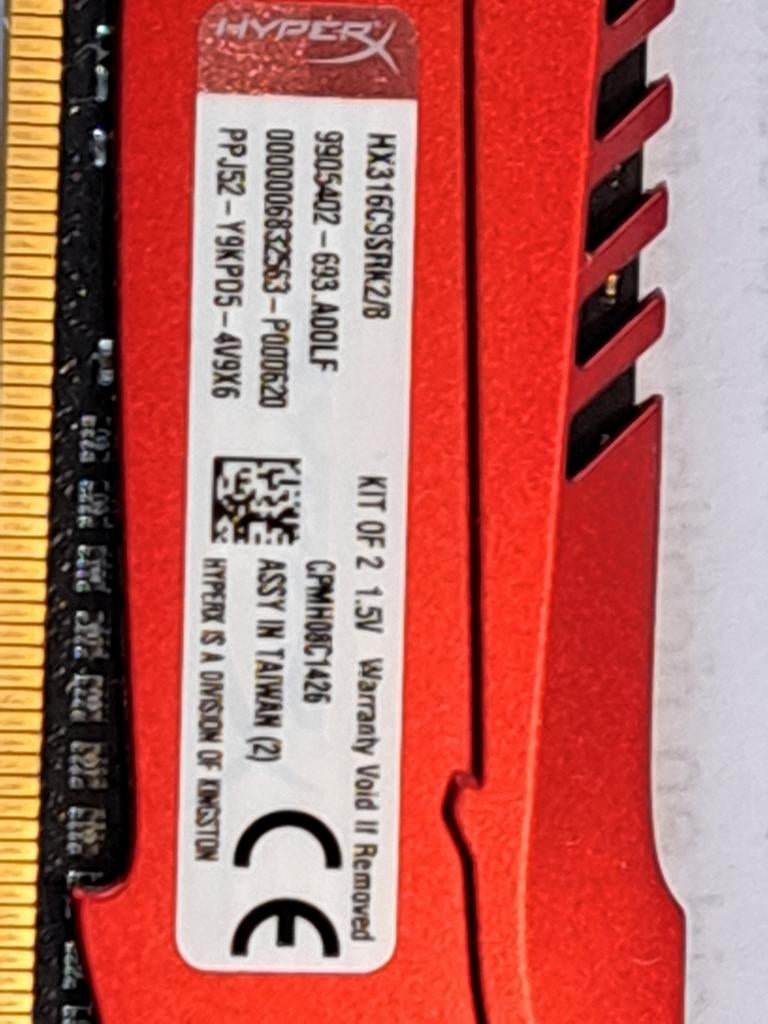 HYPERX
HX316C9SRK2/8
9905402-693.A00LF
0000006832563-P000620
PPJ52-Y9KPD5-4V9X6
KIT OF 2 1.5V Warranty Void If Removed
CPMH08C1426
ASSY IN TAIWAN (2)
HYPERX IS A DIVISION OF KINGSTON
CE